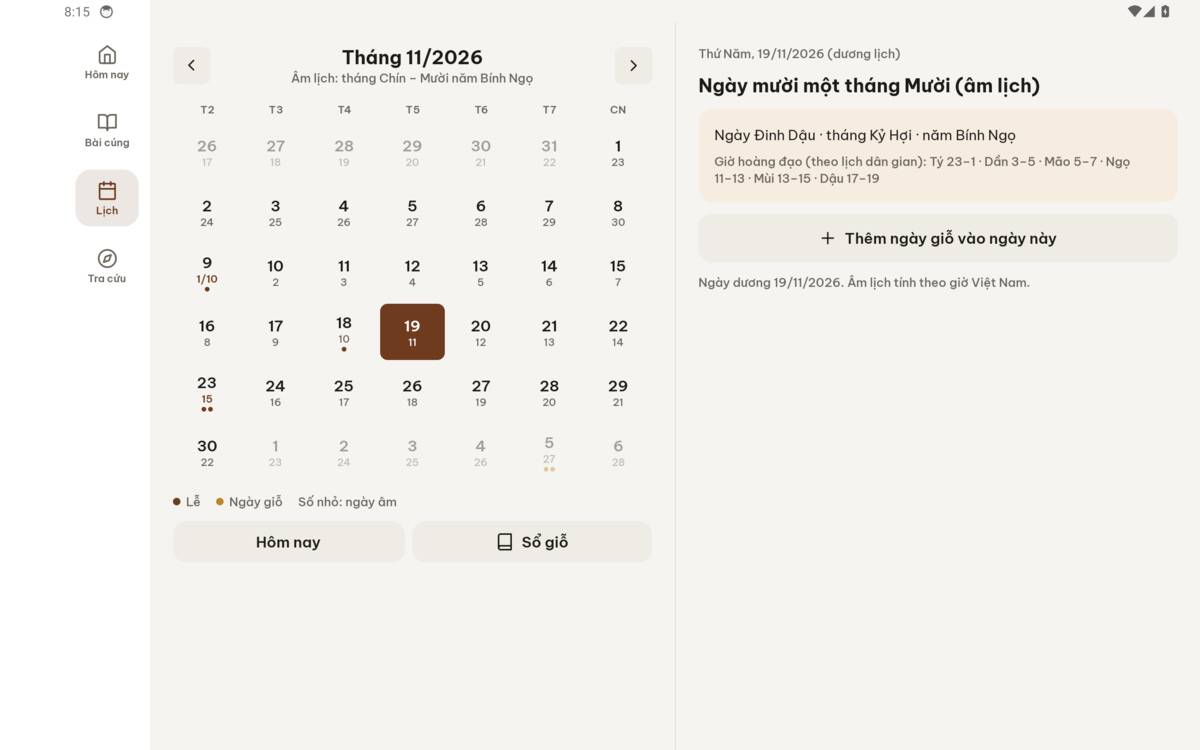 8:15
Hôm nay
Bài cúng
Lịch
Tra cứu
Tháng 11/2026
Âm lịch: tháng Chín – Mười năm Bính Ngọ
T2 T3 T4 T5 T6 T7 CN
26 27 28 29 30 31 1
17 18 19 20 21 22 23
2 3 4 5 6 7 8
24 25 26 27 28 29 30
9 10 11 12 13 14 15
1/10 2 3 4 5 6 7
16 17 18 19 20 21 22
8 9 10 11 12 13 14
23 24 25 26 27 28 29
15 16 17 18 19 20 21
30 1 2 3 4 5 6
22 23 24 25 26 27 28
Lễ Ngày giỗ Số nhỏ: ngày âm
Hôm nay
Sổ giỗ
Thứ Năm, 19/11/2026 (dương lịch)
Ngày mười một tháng Mười (âm lịch)
Ngày Đinh Dậu · tháng Kỷ Hợi · năm Bính Ngọ
Giờ hoàng đạo (theo lịch dân gian): Tý 23–1 · Dần 3–5 · Mão 5–7 · Ngọ
11–13 · Mùi 13–15 · Dậu 17–19
Thêm ngày giỗ vào ngày này
Ngày dương 19/11/2026. Âm lịch tính theo giờ Việt Nam.